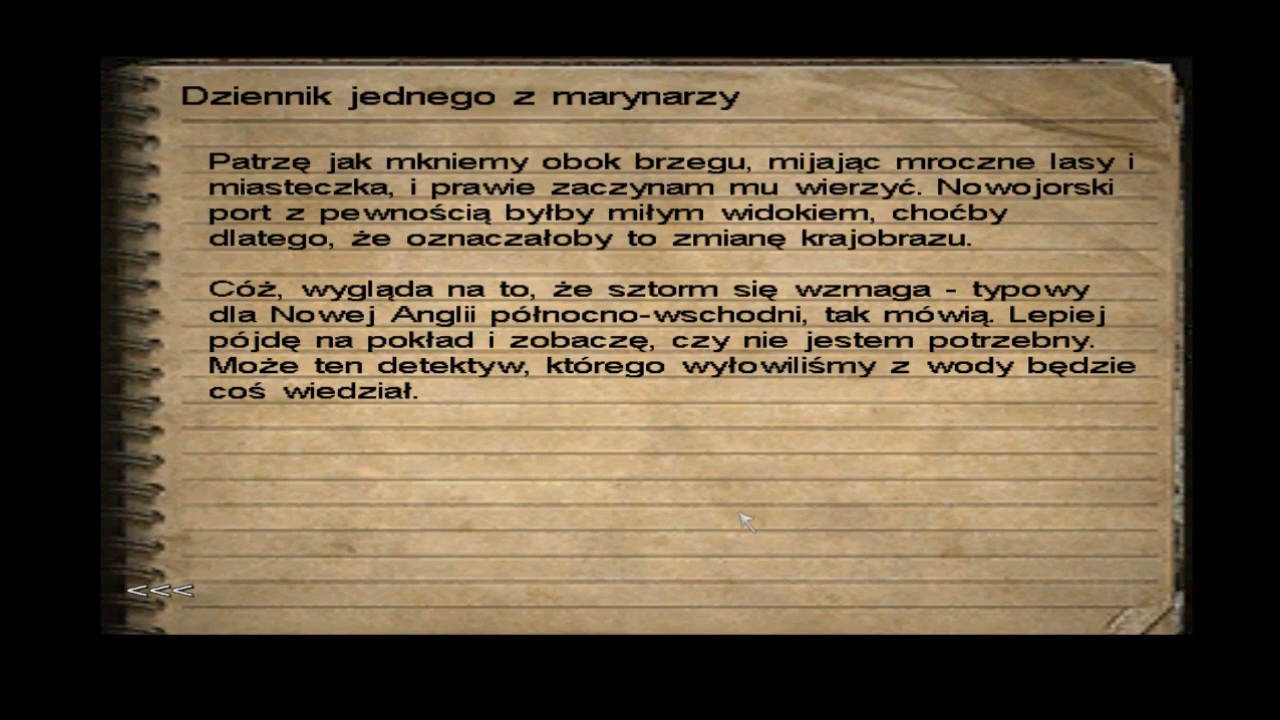 Dziennik jednego z marynarzy
Patrzę jak mkniemy obok brzegu, mijając mroczne lasy i
miasteczka, i prawie zaczynam mu wierzyć. Nowojorski
port z pewnością byłby miłym widokiem, choćby
dlatego, że oznaczałoby to zmianę krajobrazu.
Cóż, wygląda na to, że sztorm się wzmaga - typowy
dla Nowej Anglii północno-wschodni, tak mówią. Lepiej
pójdę na pokład i zobaczę, czy nie jestem potrzebny.
Może ten detektyw, którego wyłowiliśmy z wody będzie
coś wiedział.
<<<